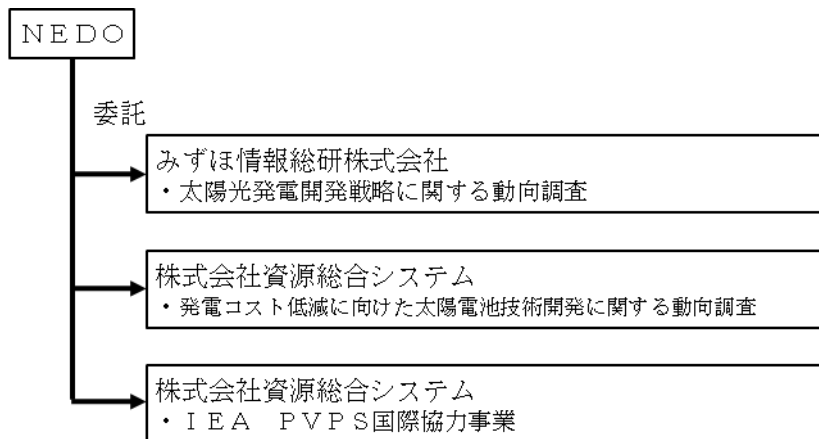 ＮＥＤＯ
委託
みずほ情報総研株式会社
・太陽光発電開発戦略に関する動向調査
株式会社資源総合システム
・発電コスト低減に向けた太陽電池技術開発に関する動向調査
株式会社資源総合システム
・ＩＥＡ　ＰＶＰＳ国際協力事業